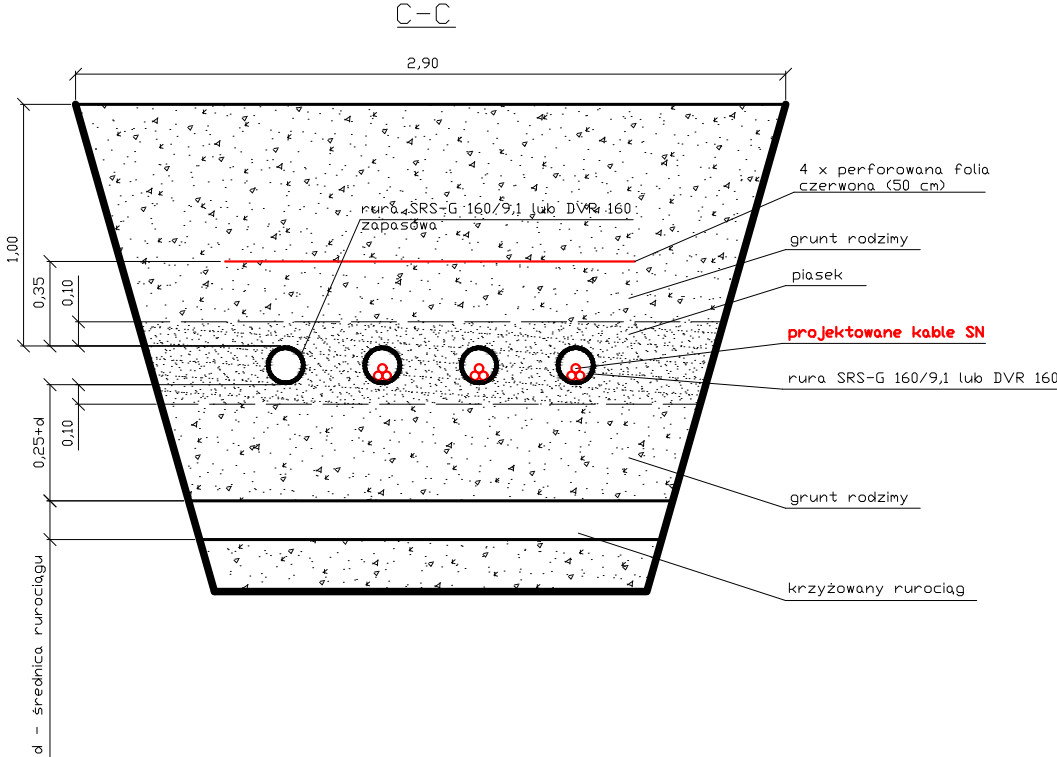 C-C
2,90
4 x perforowana folia
czerwona (50 cm)
rura SRS-G 160/9,1 lub DVR 160
zapasowa
grunt rodzimy
1,00
0,35
0,10
piasek
projektowane kable SN
rura SRS-G 160/9,1 lub DVR 160
0,25+d
0,10
grunt rodzimy
krzyżowany rurociąg
d - średnica rurociągu